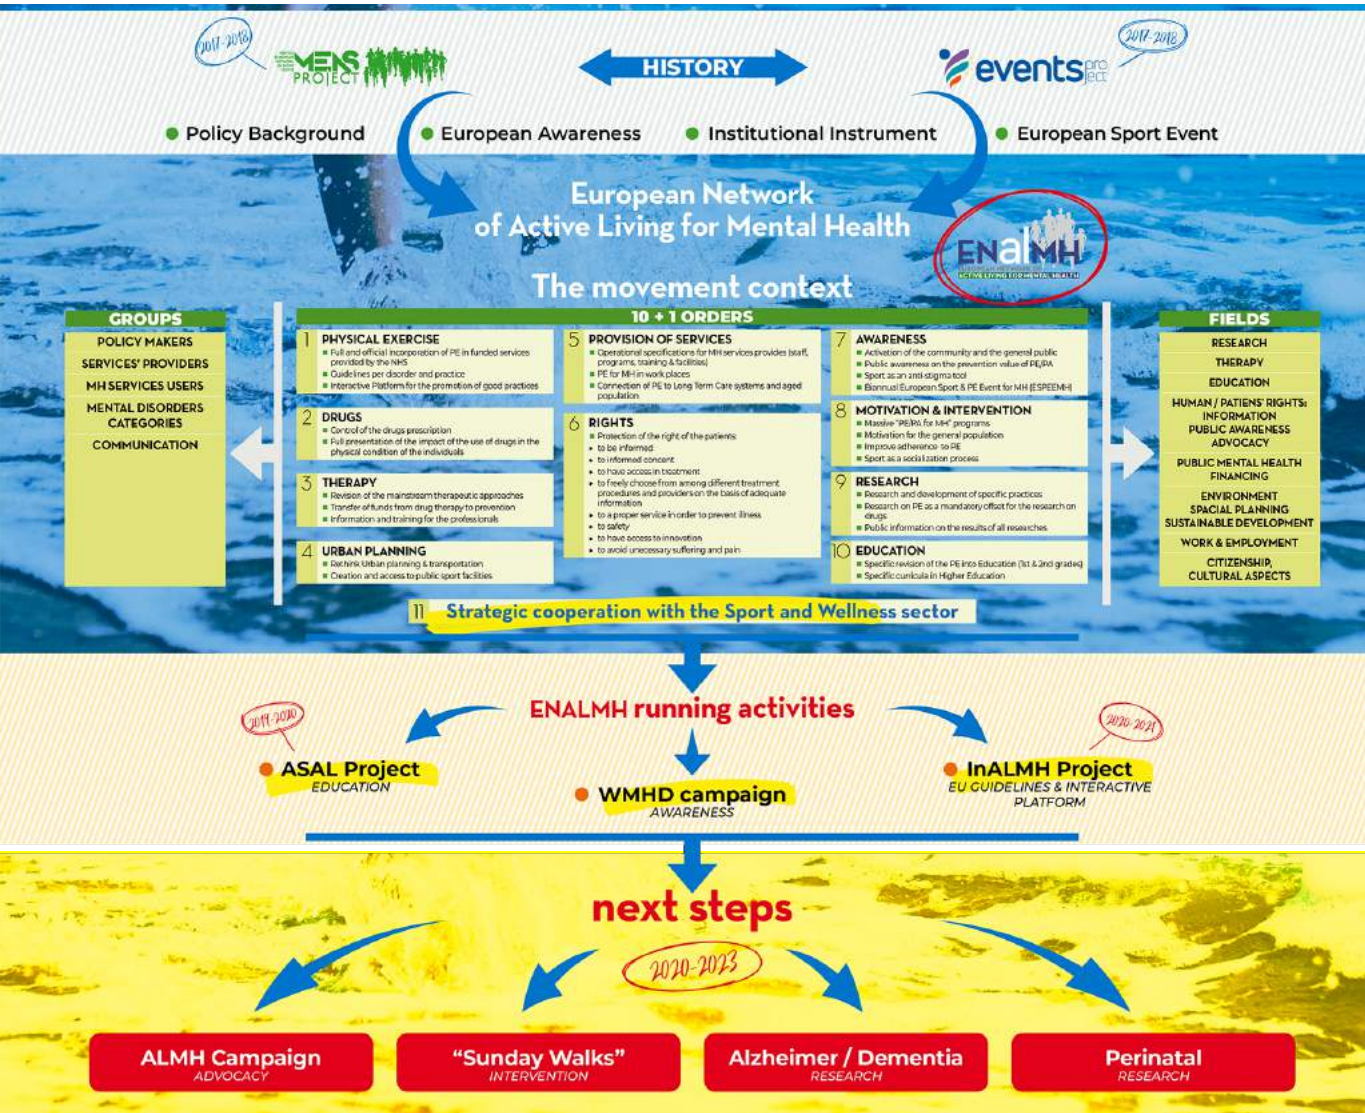 2017-2018
MENS
PROJECT
HISTORY
2017-2018
events project
Policy Background
European Awareness
Institutional Instrument
European Sport Event
European Network
of Active Living for Mental Health
ENalMH
ACTIVE LIVING FOR MENTAL HEALTH
The movement context
GROUPS
POLICY MAKERS
SERVICES' PROVIDERS
MH SERVICES USERS
MENTAL DISORDERS
CATEGORIES
COMMUNICATION
10 + 1 ORDERS
1 PHYSICAL EXERCISE
Full and official incorporation of PE in funded services
provided by the NHS
Guidelines per disorder and practice
Interactive Platform for the promotion of good practices
2 DRUGS
Control of the drugs prescription
Full presentation of the impact of the use of drugs in the
physical condition of the individuals
3 THERAPY
Revision of the mainstream therapeutic approaches
Transfer of funds from drug therapy to prevention
Information and training for the professionals
4 URBAN PLANNING
Rethink Urban planning & transportation
Creation and access to public sport facilities
5 PROVISION OF SERVICES
Operational specifications for MH services provides (staff,
programs, training & facilities)
PE for MH in work places
Connection of PE to Long Term Care systems and aged
population
6 RIGHTS
Protection of the right of the patients:
to be informed
to informed concent
to have access in treatment
to freely choose from among different treatment
procedures and providers on the basis of adequate
information
to a proper service in order to prevent illness
to safety
to have access to innovation
to avoid unecessary suffering and pain
7 AWARENESS
Activation of the community and the general public
Public awareness on the prevention value of PE/PA
Sport as an anti-stigma tool
Biannual European Sport & PE Event for MH (ESPEEMH)
8 MOTIVATION & INTERVENTION
Massive "PE/PA for MH" programs
Motivation for the general population
Improve adherence to PE
Sport as a socialization process
9 RESEARCH
Research and development of specific practices
Research on PE as a mandatory offset for the research on
drugs
Public information on the results of all researches
10 EDUCATION
Specific revision of the PE into Education (1st & 2nd grades)
Specific curricula in Higher Education
FIELDS
RESEARCH
THERAPY
EDUCATION
HUMAN / PATIENS' RIGHTS:
INFORMATION
PUBLIC AWARENESS
ADVOCACY
PUBLIC MENTAL HEALTH
FINANCING
ENVIRONMENT
SPACIAL PLANNING
SUSTAINABLE DEVELOPMENT
WORK & EMPLOYMENT
CITIZENSHIP,
CULTURAL ASPECTS
11 Strategic cooperation with the Sport and Wellness sector
ENALMH running activities
2019-2020
ASAL Project
EDUCATION
WMHD campaign
AWARENESS
2020-2021
InALMH Project
EU GUIDELINES & INTERACTIVE
PLATFORM
next steps
2020-2023
ALMH Campaign
ADVOCACY
"Sunday Walks"
INTERVENTION
Alzheimer / Dementia
RESEARCH
Perinatal
RESEARCH